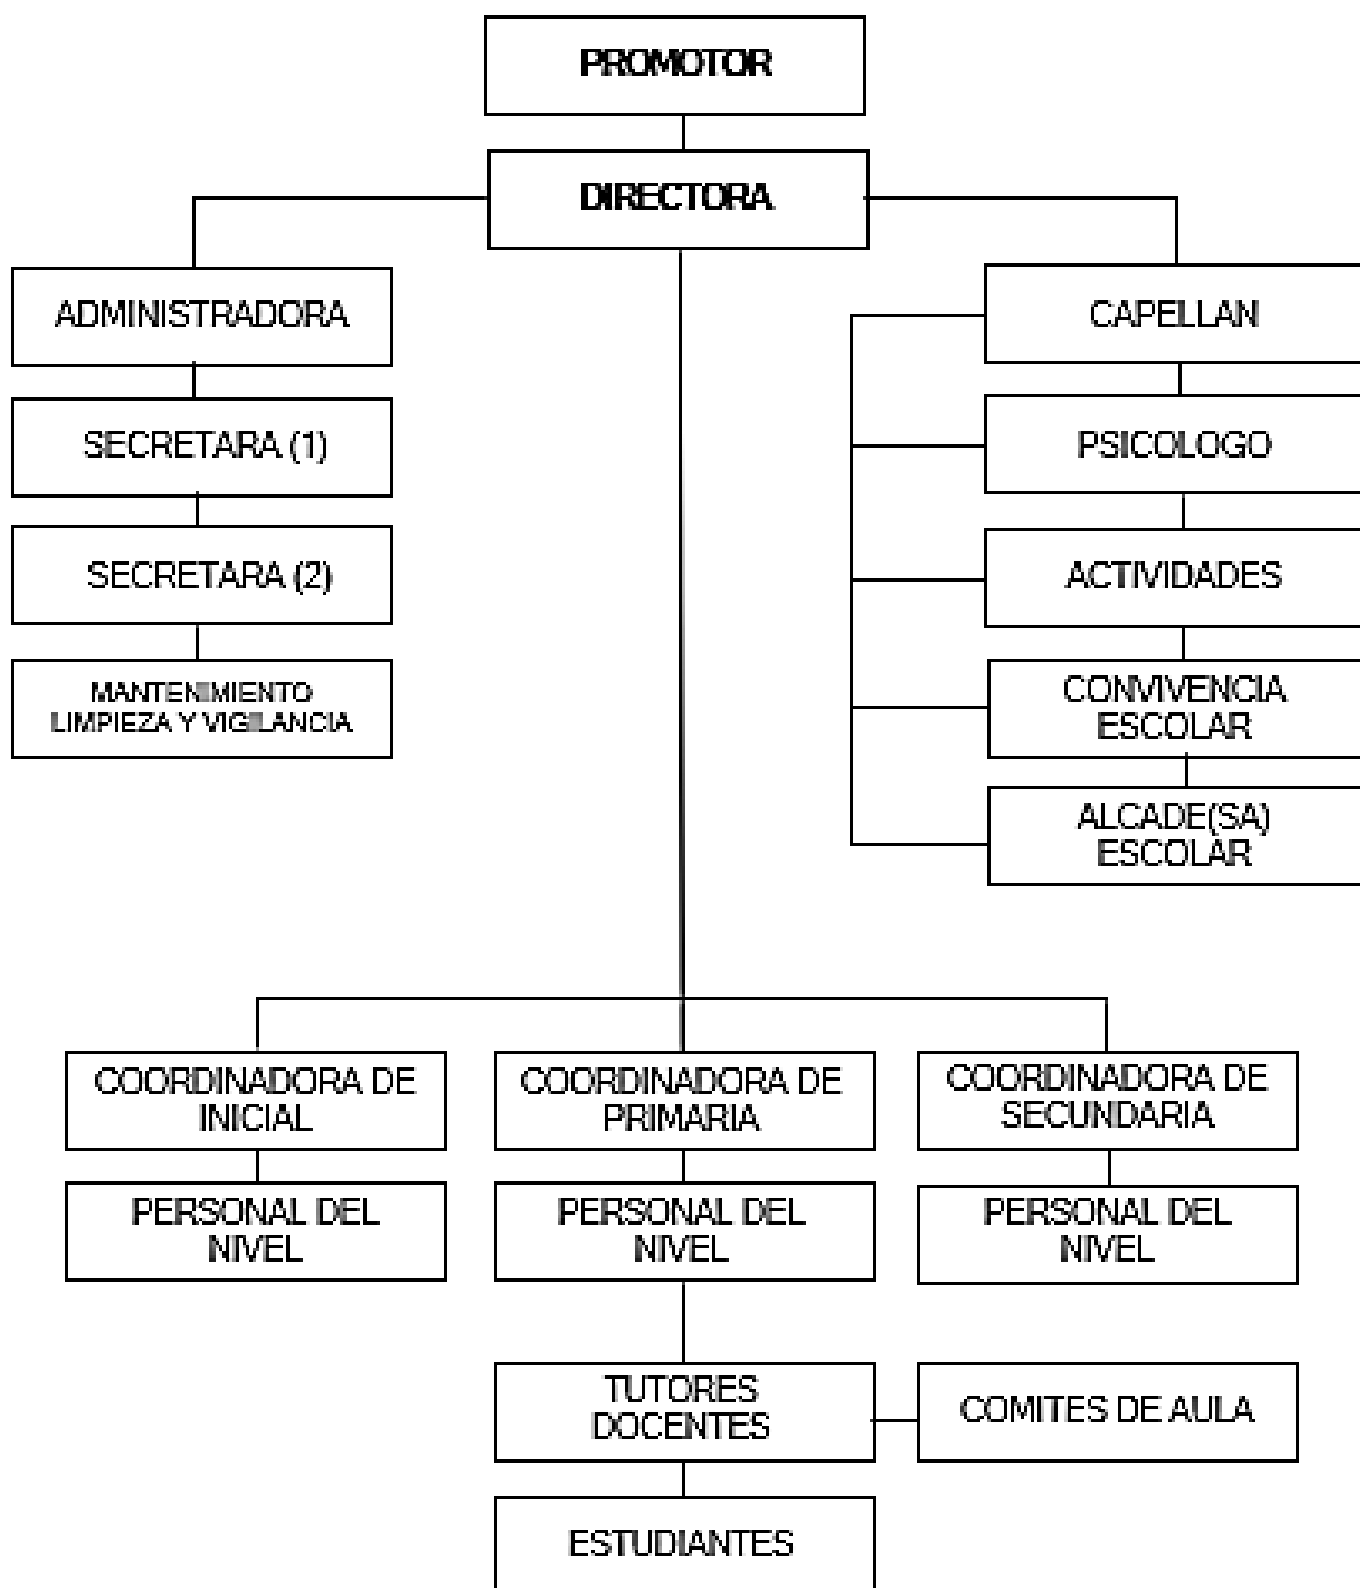 PROMOTOR
DIRECTORA
ADMINISTRADORA
SECRETARA (1)
SECRETARA (2)
MANTENIMIENTO
LIMPIEZA Y VIGILANCIA
CAPELLAN
PSICOLOGO
ACTIVIDADES
CONVIVENCIA
ESCOLAR
ALCADE(SA)
ESCOLAR
COORDINADORA DE
INICIAL
COORDINADORA DE
PRIMARIA
COORDINADORA DE
SECUNDARIA
PERSONAL DEL
NIVEL
PERSONAL DEL
NIVEL
PERSONAL DEL
NIVEL
TUTORES
DOCENTES
COMITES DE AULA
ESTUDIANTES